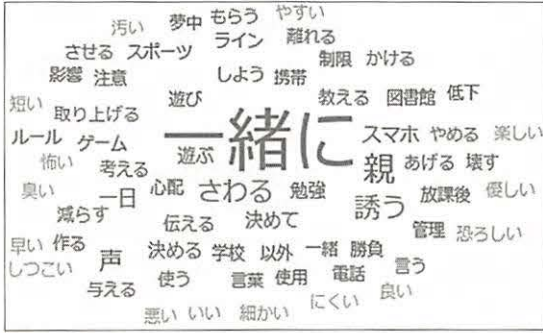 汚い 夢中 もらう やすい
させる スポーツ ライン 離れる
影響 注意 しよう 携帯 制限 かける
短い 取り上げる 遊び 教える 図書館 低下
ルール ゲーム 一緒に スマホ やめる 楽しい
怖い 考える 遊ぶ 親 あげる 壊す
臭い 一日 心配 さわる 勉強 誘う 放課後 優しい
減らす 伝える 決めて 管理 恐ろしい
早い 作る 声 決める 学校 以外 一緒 勝負
しつこい 与える 使う 言葉 使用 電話 言う
悪い いい 細かい にくい 良い